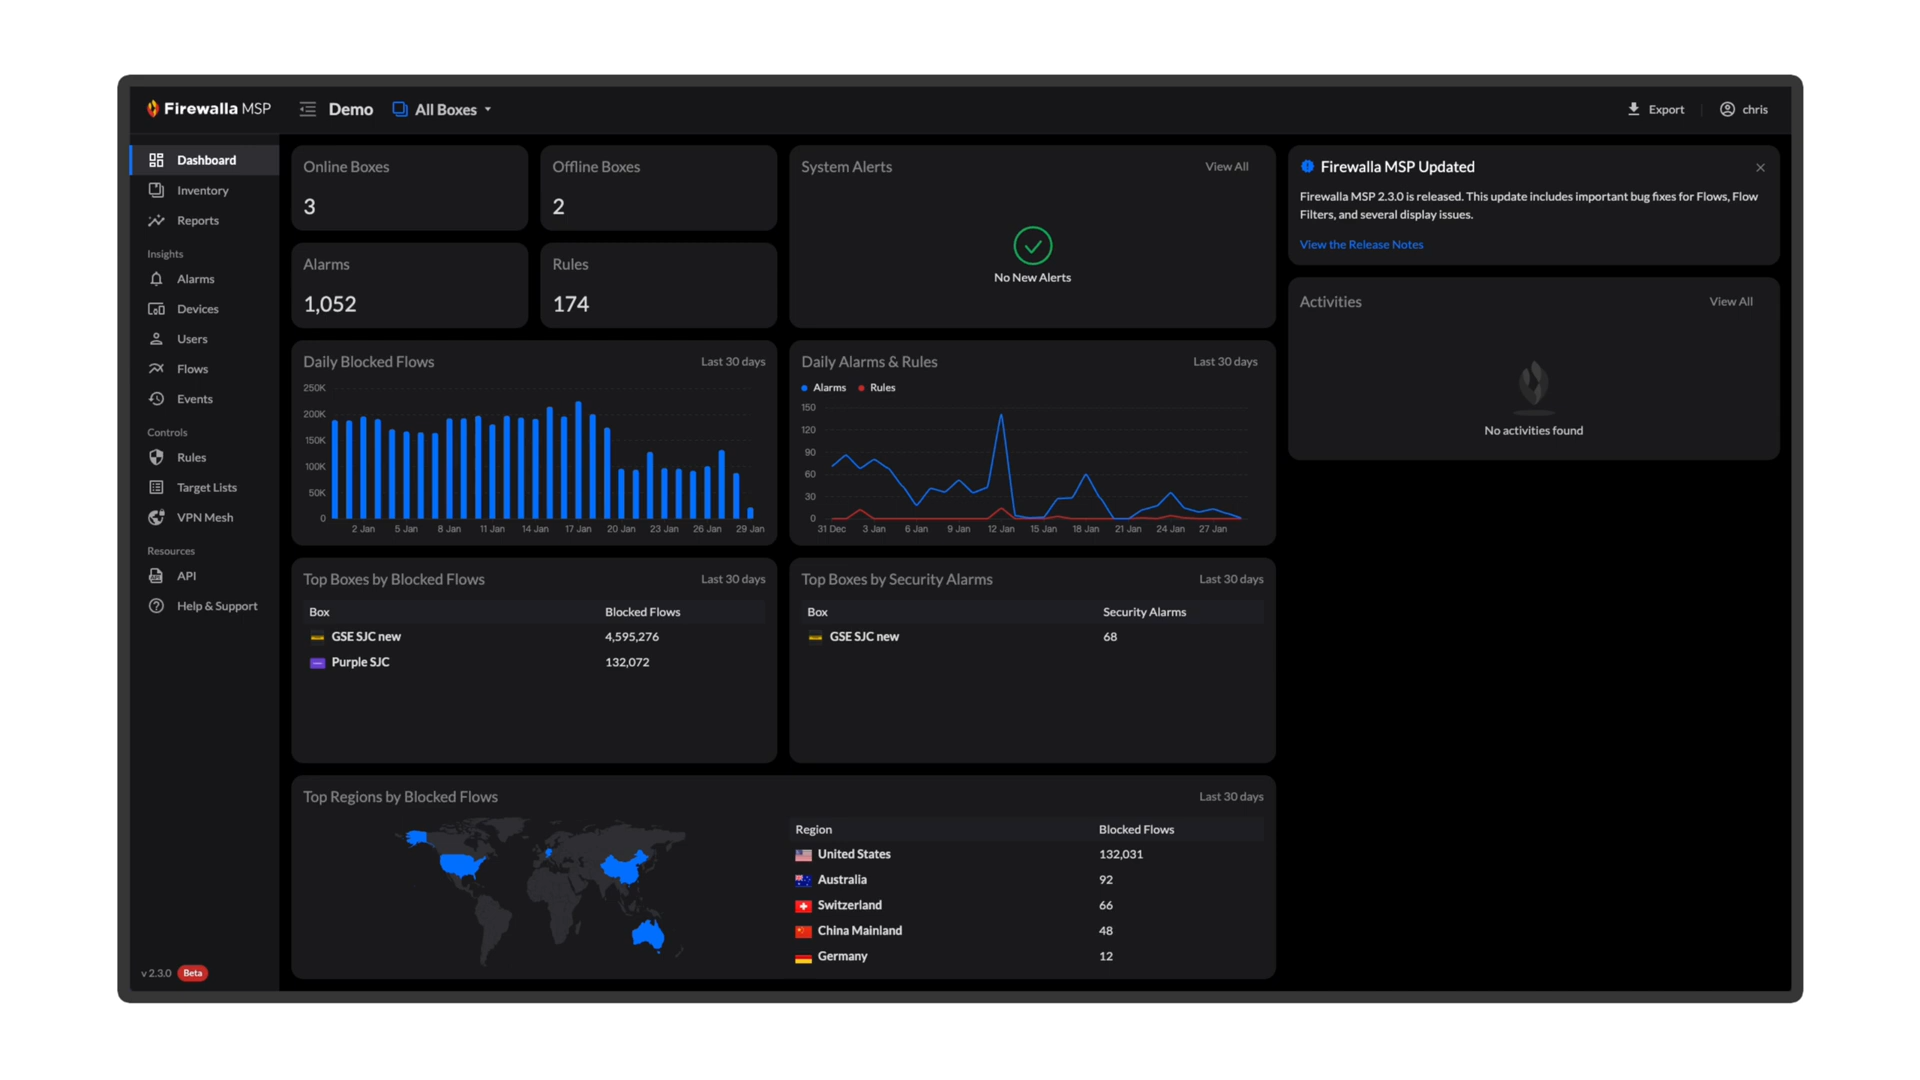 Firewalla MSP
Demo
All Boxes
Export
chris
Dashboard
Inventory
Reports
Insights
Alarms
Devices
Users
Flows
Events
Controls
Rules
Target Lists
VPN Mesh
Resources
API
Help & Support
v 2.3.0 Beta
Online Boxes
3
Offline Boxes
2
Alarms
1,052
Rules
174
System Alerts
View All
No New Alerts
Firewalla MSP Updated
Firewalla MSP 2.3.0 is released. This update includes important bug fixes for Flows, Flow
Filters, and several display issues.
View the Release Notes
Activities
View All
No activities found
Daily Blocked Flows
Last 30 days
250K
200K
150K
100K
50K
0
2 Jan 5 Jan 8 Jan 11 Jan 14 Jan 17 Jan 20 Jan 23 Jan 26 Jan 29 Jan
Daily Alarms & Rules
Last 30 days
Alarms Rules
150
120
90
60
30
0
31 Dec 3 Jan 6 Jan 9 Jan 12 Jan 15 Jan 18 Jan 21 Jan 24 Jan 27 Jan
Top Boxes by Blocked Flows
Last 30 days
Box Blocked Flows
GSE SJC new 4,595,276
Purple SJC 132,072
Top Boxes by Security Alarms
Last 30 days
Box Security Alarms
GSE SJC new 68
Top Regions by Blocked Flows
Last 30 days
Region Blocked Flows
United States 132,031
Australia 92
Switzerland 66
China Mainland 48
Germany 12